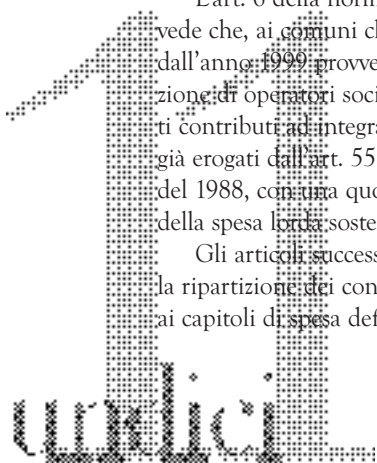 L'art. 6 della norm
vede che, ai comuni ch
dall'anno 1999 provve
zione di operatori soci
ti contributi ad integra
già erogati dall'art. 55
del 1988, con una quo
della spesa lorda soste
Gli articoli success
la ripartizione dei con
ai capitoli di spesa def
11
undici